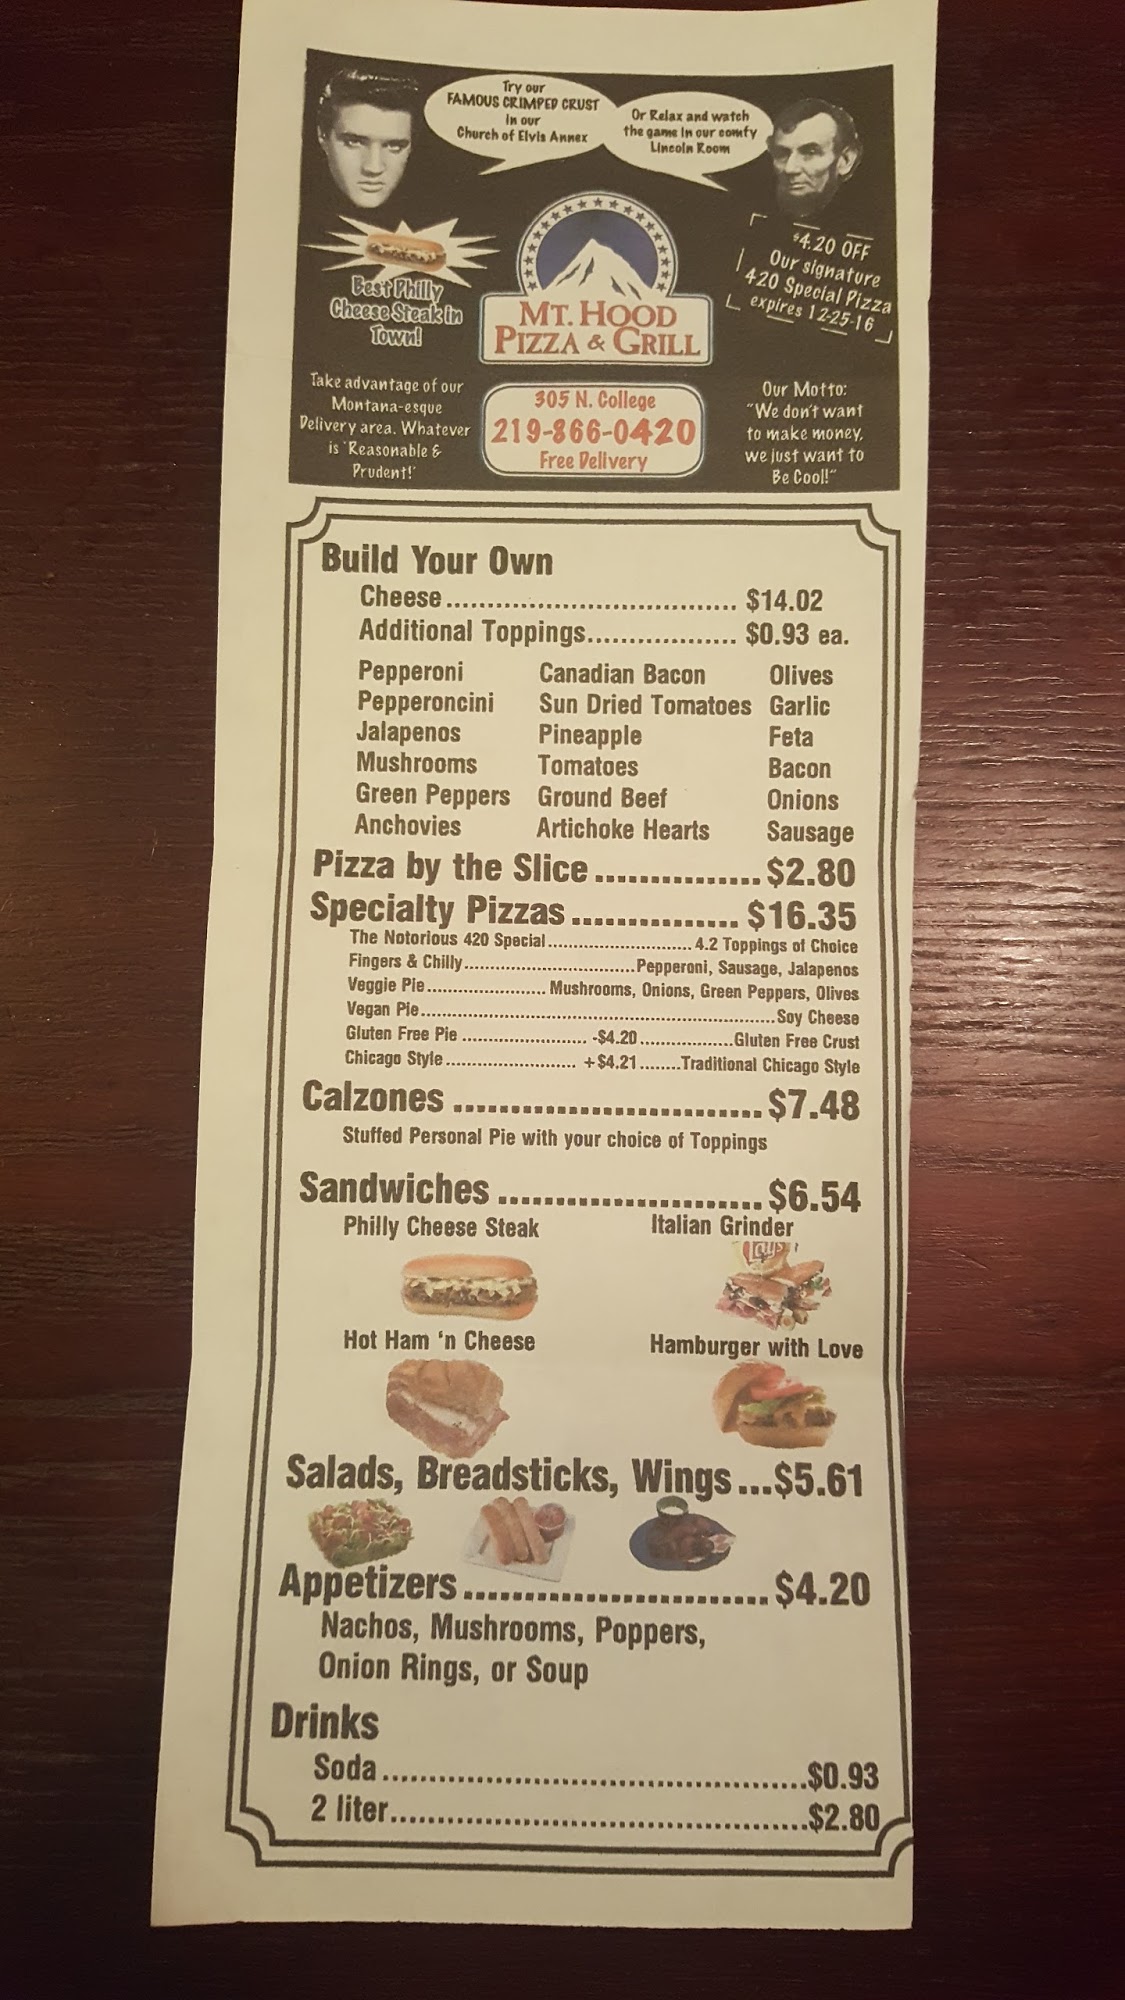 Try our
FAMOUS CRIMPED CRUST
in our
Church of Elvis Annex
Or Relax and watch
the game in our comfy
Lincoln Room
$4.20 OFF
Our signature
420 Special Pizza
expires 12-25-16
Best Philly
Cheese Steak in
Town!
MT. HOOD
PIZZA & GRILL
Take advantage of our
Montana-esque
Delivery area. Whatever
is "Reasonable &
Prudent!"
305 N. College
219-866-0420
Free Delivery
Our Motto:
"We don't want
to make money,
we just want to
Be Cool!"
Build Your Own
Cheese.................................... $14.02
Additional Toppings.................. $0.93 ea.
Pepperoni Canadian Bacon Olives
Pepperoncini Sun Dried Tomatoes Garlic
Jalapenos Pineapple Feta
Mushrooms Tomatoes Bacon
Green Peppers Ground Beef Onions
Anchovies Artichoke Hearts Sausage
Pizza by the Slice ............... $2.80
Specialty Pizzas ............... $16.35
The Notorious 420 Special........................... 4.2 Toppings of Choice
Fingers & Chilly................................ Pepperoni, Sausage, Jalapenos
Veggie Pie....................... Mushrooms, Onions, Green Peppers, Olives
Vegan Pie.................................................................... Soy Cheese
Gluten Free Pie ........................ -$4.20..................Gluten Free Crust
Chicago Style ......................... +$4.21........Traditional Chicago Style
Calzones ............................ $7.48
Stuffed Personal Pie with your choice of Toppings
Sandwiches ........................ $6.54
Philly Cheese Steak Italian Grinder
Hot Ham 'n Cheese Hamburger with Love
Salads, Breadsticks, Wings ...$5.61
Appetizers........................... $4.20
Nachos, Mushrooms, Poppers,
Onion Rings, or Soup
Drinks
Soda .............................................. $0.93
2 liter............................................. $2.80